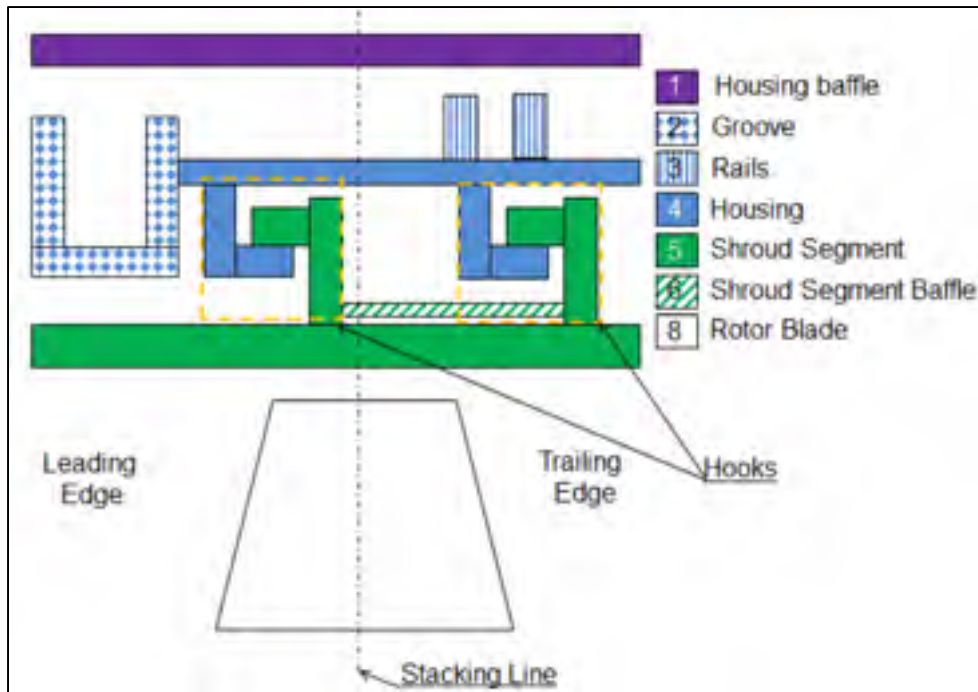 1 Housing baffle
2 Groove
3 Rails
4 Housing
5 Shroud Segment
6 Shroud Segment Baffle
8 Rotor Blade
Leading
Edge
Trailing
Edge
Hooks
Stacking Line